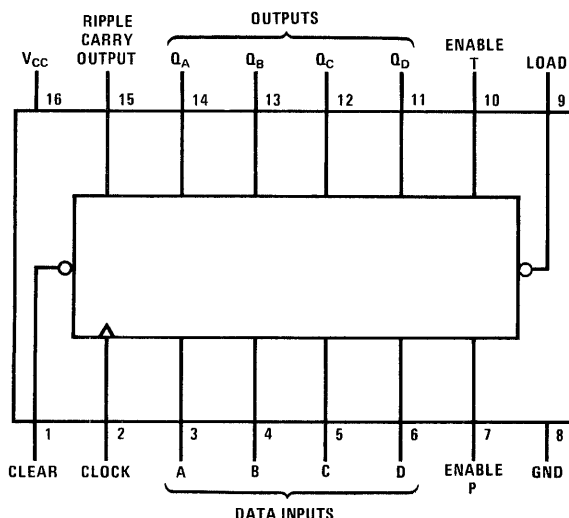 OUTPUTS
RIPPLE
CARRY
OUTPUT
ENABLE
T
VCC QA QB QC QD LOAD
16 15 14 13 12 11 10 9
1 2 3 4 5 6 7 8
CLEAR CLOCK A B C D ENABLE
P
GND
DATA INPUTS